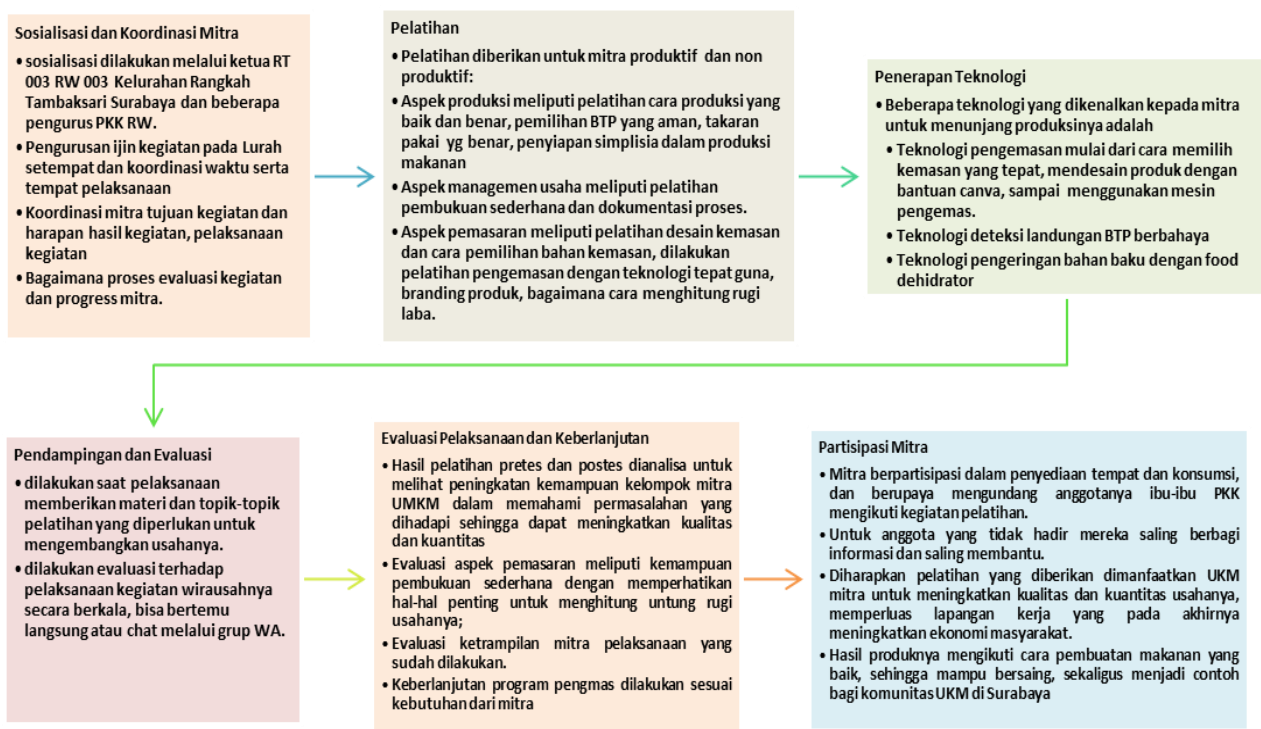 Sosialisasi dan Koordinasi Mitra
• sosialisasi dilakukan melalui ketua RT
003 RW 003 Kelurahan Rangkah
Tambaksari Surabaya dan beberapa
pengurus PKK RW.
• Pengurusan ijin kegiatan pada Lurah
setempat dan koordinasi waktu serta
tempat pelaksanaan
• Koordinasi mitra tujuan kegiatan dan
harapan hasil kegiatan, pelaksanaan
kegiatan
• Bagaimana proses evaluasi kegiatan
dan progress mitra.
Pelatihan
• Pelatihan diberikan untuk mitra produktif dan non
produktif:
• Aspek produksi meliputi pelatihan cara produksi yang
baik dan benar, pemilihan BTP yang aman, takaran
pakai yg benar, penyiapan simplisia dalam produksi
makanan
• Aspek managemen usaha meliputi pelatihan
pembukuan sederhana dan dokumentasi proses.
• Aspek pemasaran meliputi pelatihan desain kemasan
dan cara pemilihan bahan kemasan, dilakukan
pelatihan pengemasan dengan teknologi tepat guna,
branding produk, bagaimana cara menghitung rugi
laba.
Penerapan Teknologi
• Beberapa teknologi yang dikenalkan kepada mitra
untuk menunjang produksinya adalah
• Teknologi pengemasan mulai dari cara memilih
kemasan yang tepat, mendesain produk dengan
bantuan canva, sampai menggunakan mesin
pengemas.
• Teknologi deteksi landungan BTP berbahaya
• Teknologi pengeringan bahan baku dengan food
dehidrator
Pendampingan dan Evaluasi
• dilakukan saat pelaksanaan
memberikan materi dan topik-topik
pelatihan yang diperlukan untuk
mengembangkan usahanya.
• dilakukan evaluasi terhadap
pelaksanaan kegiatan wirausahnya
secara berkala, bisa bertemu
langsung atau chat melalui grup WA.
Evaluasi Pelaksanaan dan Keberlanjutan
• Hasil pelatihan pretes dan postes dianalisa untuk
melihat peningkatan kemampuan kelompok mitra
UMKM dalam memahami permasalahan yang
dihadapi sehingga dapat meningkatkan kualitas
dan kuantitas
• Evaluasi aspek pemasaran meliputi kemampuan
pembukuan sederhana dengan memperhatikan
hal-hal penting untuk menghitung untung rugi
usahanya;
• Evaluasi ketrampilan mitra pelaksanaan yang
sudah dilakukan.
• Keberlanjutan program pengmas dilakukan sesuai
kebutuhan dari mitra
Partisipasi Mitra
• Mitra berpartisipasi dalam penyediaan tempat dan konsumsi,
dan berupaya mengundang anggotanya ibu-ibu PKK
mengikuti kegiatan pelatihan.
• Untuk anggota yang tidak hadir mereka saling berbagi
informasi dan saling membantu.
• Diharapkan pelatihan yang diberikan dimanfaatkan UKM
mitra untuk meningkatkan kualitas dan kuantitas usahanya,
memperluas lapangan kerja yang pada akhirnya
meningkatkan ekonomi masyarakat.
• Hasil produknya mengikuti cara pembuatan makanan yang
baik, sehingga mampu bersaing, sekaligus menjadi contoh
bagi komunitas UKM di Surabaya